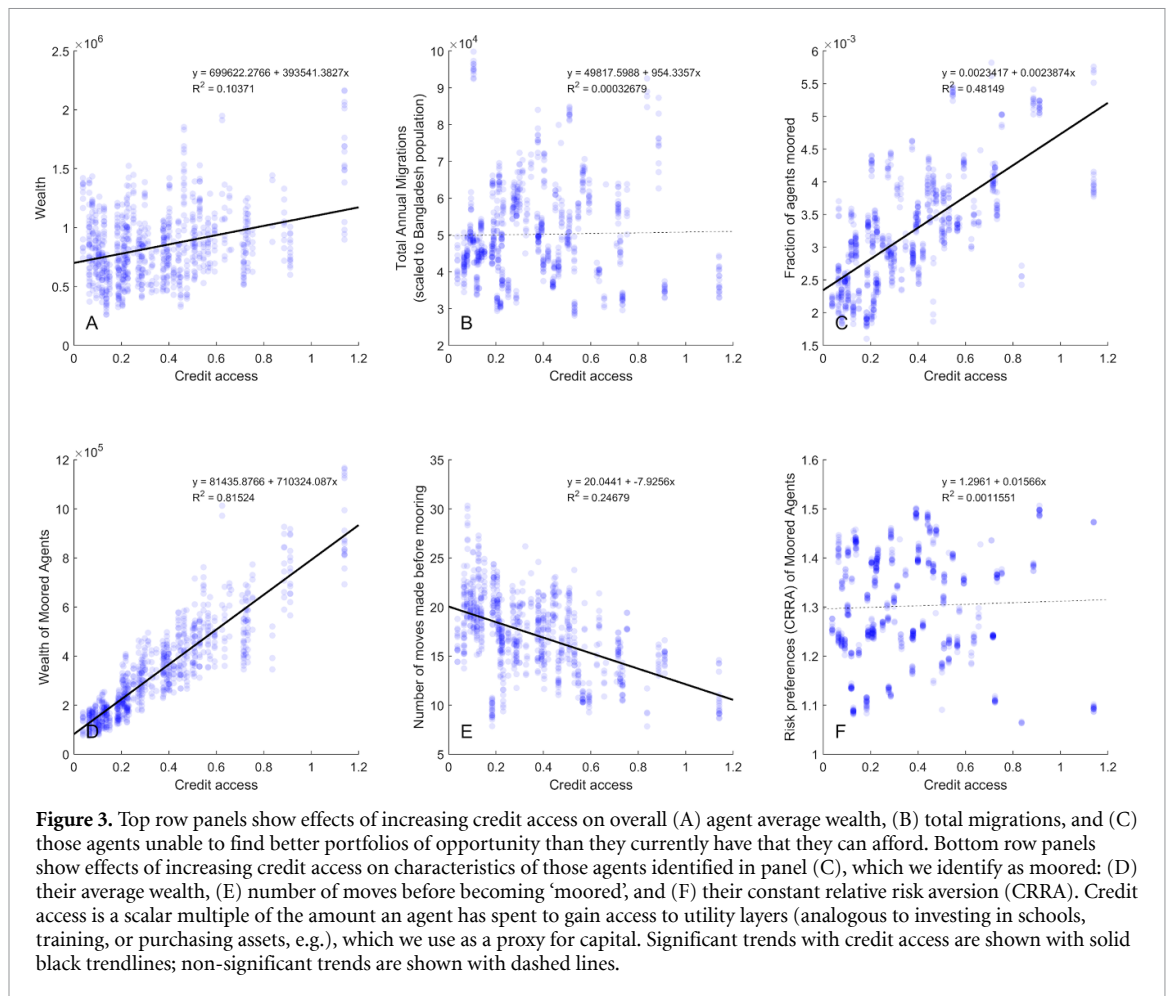 ×10⁶
2.5
2
1.5
1
0.5
0
Wealth
y = 699622.2766 + 393541.3827x
R² = 0.10371
A
0 0.2 0.4 0.6 0.8 1 1.2
Credit access
×10⁴
10
9
8
7
6
5
4
3
2
Total Annual Migrations
(scaled to Bangladesh population)
y = 49817.5988 + 954.3357x
R² = 0.00032679
B
0 0.2 0.4 0.6 0.8 1 1.2
Credit access
×10⁻³
6
5.5
5
4.5
4
3.5
3
2.5
2
1.5
Fraction of agents moored
y = 0.0023417 + 0.0023874x
R² = 0.48149
C
0 0.2 0.4 0.6 0.8 1 1.2
Credit access
×10⁵
12
10
8
6
4
2
0
Wealth of Moored Agents
y = 81435.8766 + 710324.087x
R² = 0.81524
D
0 0.2 0.4 0.6 0.8 1 1.2
Credit access
35
30
25
20
15
10
5
Number of moves made before mooring
y = 20.0441 + -7.9256x
R² = 0.24679
E
0 0.2 0.4 0.6 0.8 1 1.2
Credit access
1.6
1.5
1.4
1.3
1.2
1.1
1
Risk preferences (CRRA) of Moored Agents
y = 1.2961 + 0.01566x
R² = 0.0011551
F
0 0.2 0.4 0.6 0.8 1 1.2
Credit access
Figure 3. Top row panels show effects of increasing credit access on overall (A) agent average wealth, (B) total migrations, and (C)
those agents unable to find better portfolios of opportunity than they currently have that they can afford. Bottom row panels
show effects of increasing credit access on characteristics of those agents identified in panel (C), which we identify as moored: (D)
their average wealth, (E) number of moves before becoming ‘moored’, and (F) their constant relative risk aversion (CRRA). Credit
access is a scalar multiple of the amount an agent has spent to gain access to utility layers (analogous to investing in schools,
training, or purchasing assets, e.g.), which we use as a proxy for capital. Significant trends with credit access are shown with solid
black trendlines; non-significant trends are shown with dashed lines.